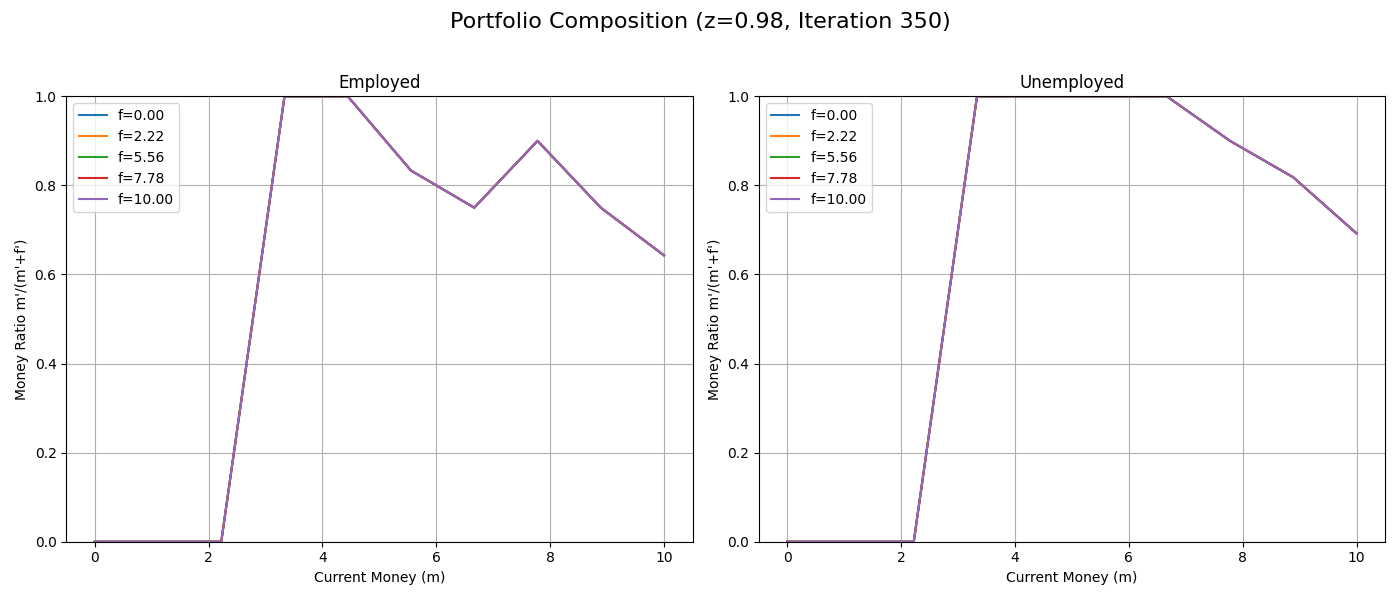 Portfolio Composition (z=0.98, Iteration 350)
Employed
1.0
0.8
0.6
0.4
0.2
0.0
Money Ratio m'/(m'+f')
f=0.00
f=2.22
f=5.56
f=7.78
f=10.00
0 2 4 6 8 10
Current Money (m)
Unemployed
1.0
0.8
0.6
0.4
0.2
0.0
Money Ratio m'/(m'+f')
f=0.00
f=2.22
f=5.56
f=7.78
f=10.00
0 2 4 6 8 10
Current Money (m)